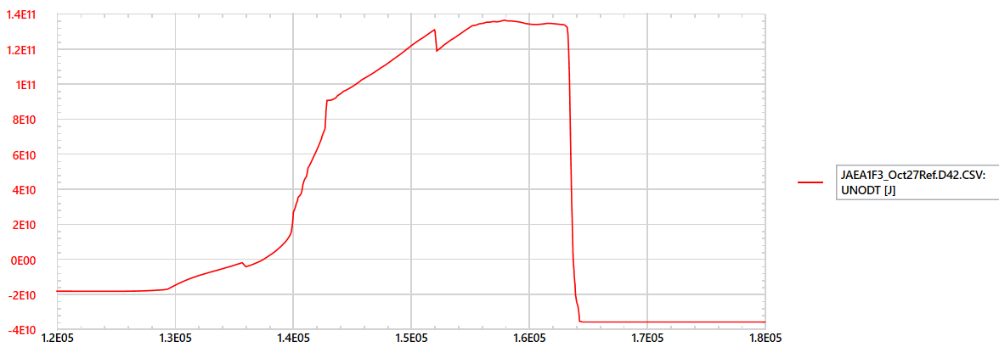 1.4E11
1.2E11
1E11
8E10
6E10
4E10
2E10
0E00
-2E10
-4E10
1.2E05 1.3E05 1.4E05 1.5E05 1.6E05 1.7E05 1.8E05
JAEA1F3_Oct27Ref.D42.CSV:
UNODT [J]